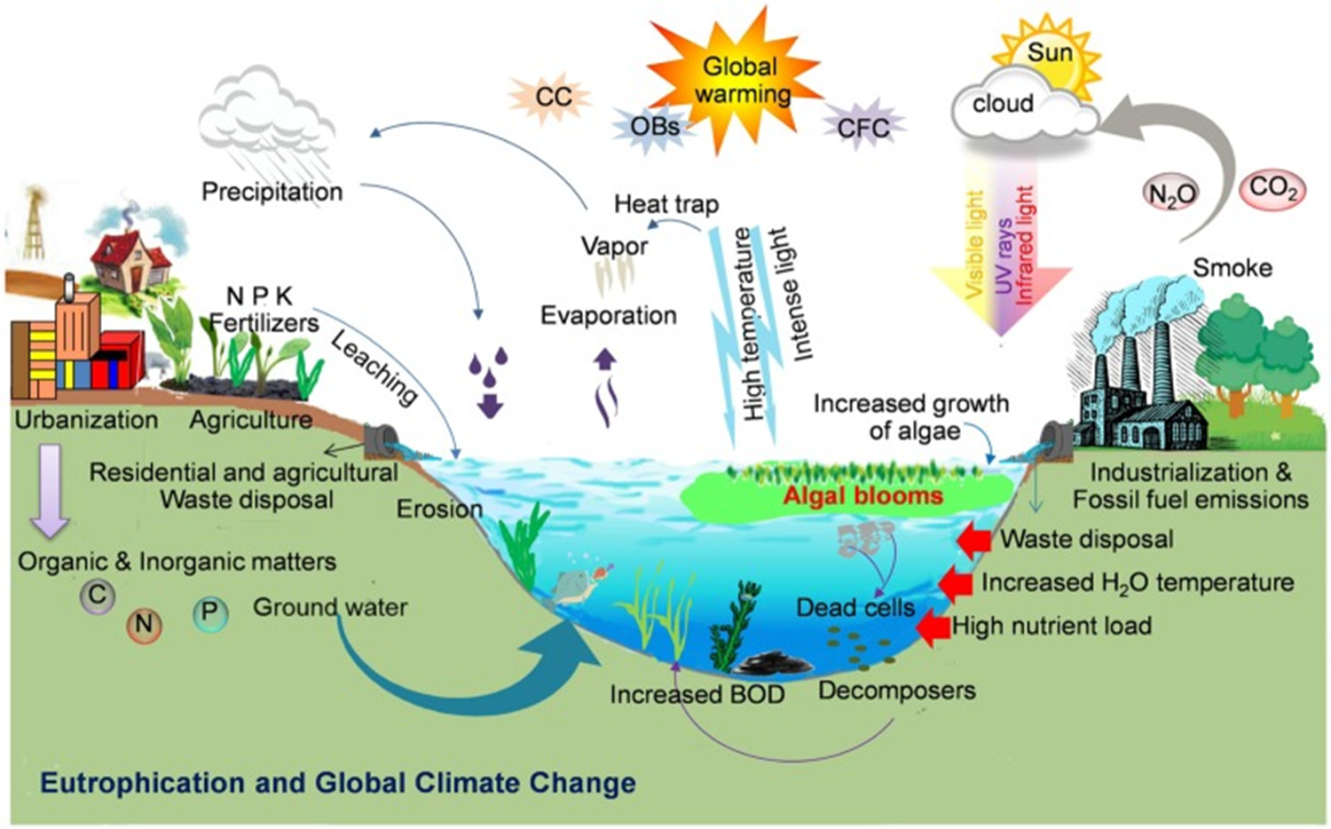 Global
warming
CC
OBs
CFC
Sun
cloud
Precipitation
Heat trap
Vapor
Evaporation
High temperature
Intense light
Visible light
UV rays
Infrared light
N₂O
CO₂
Smoke
N P K
Fertilizers
Leaching
Urbanization
Agriculture
Residential and agricultural
Waste disposal
Erosion
Increased growth
of algae
Algal blooms
Industrialization &
Fossil fuel emissions
Waste disposal
Increased H₂O temperature
High nutrient load
Organic & Inorganic matters
C
N
P
Ground water
Dead cells
Increased BOD
Decomposers
Eutrophication and Global Climate Change